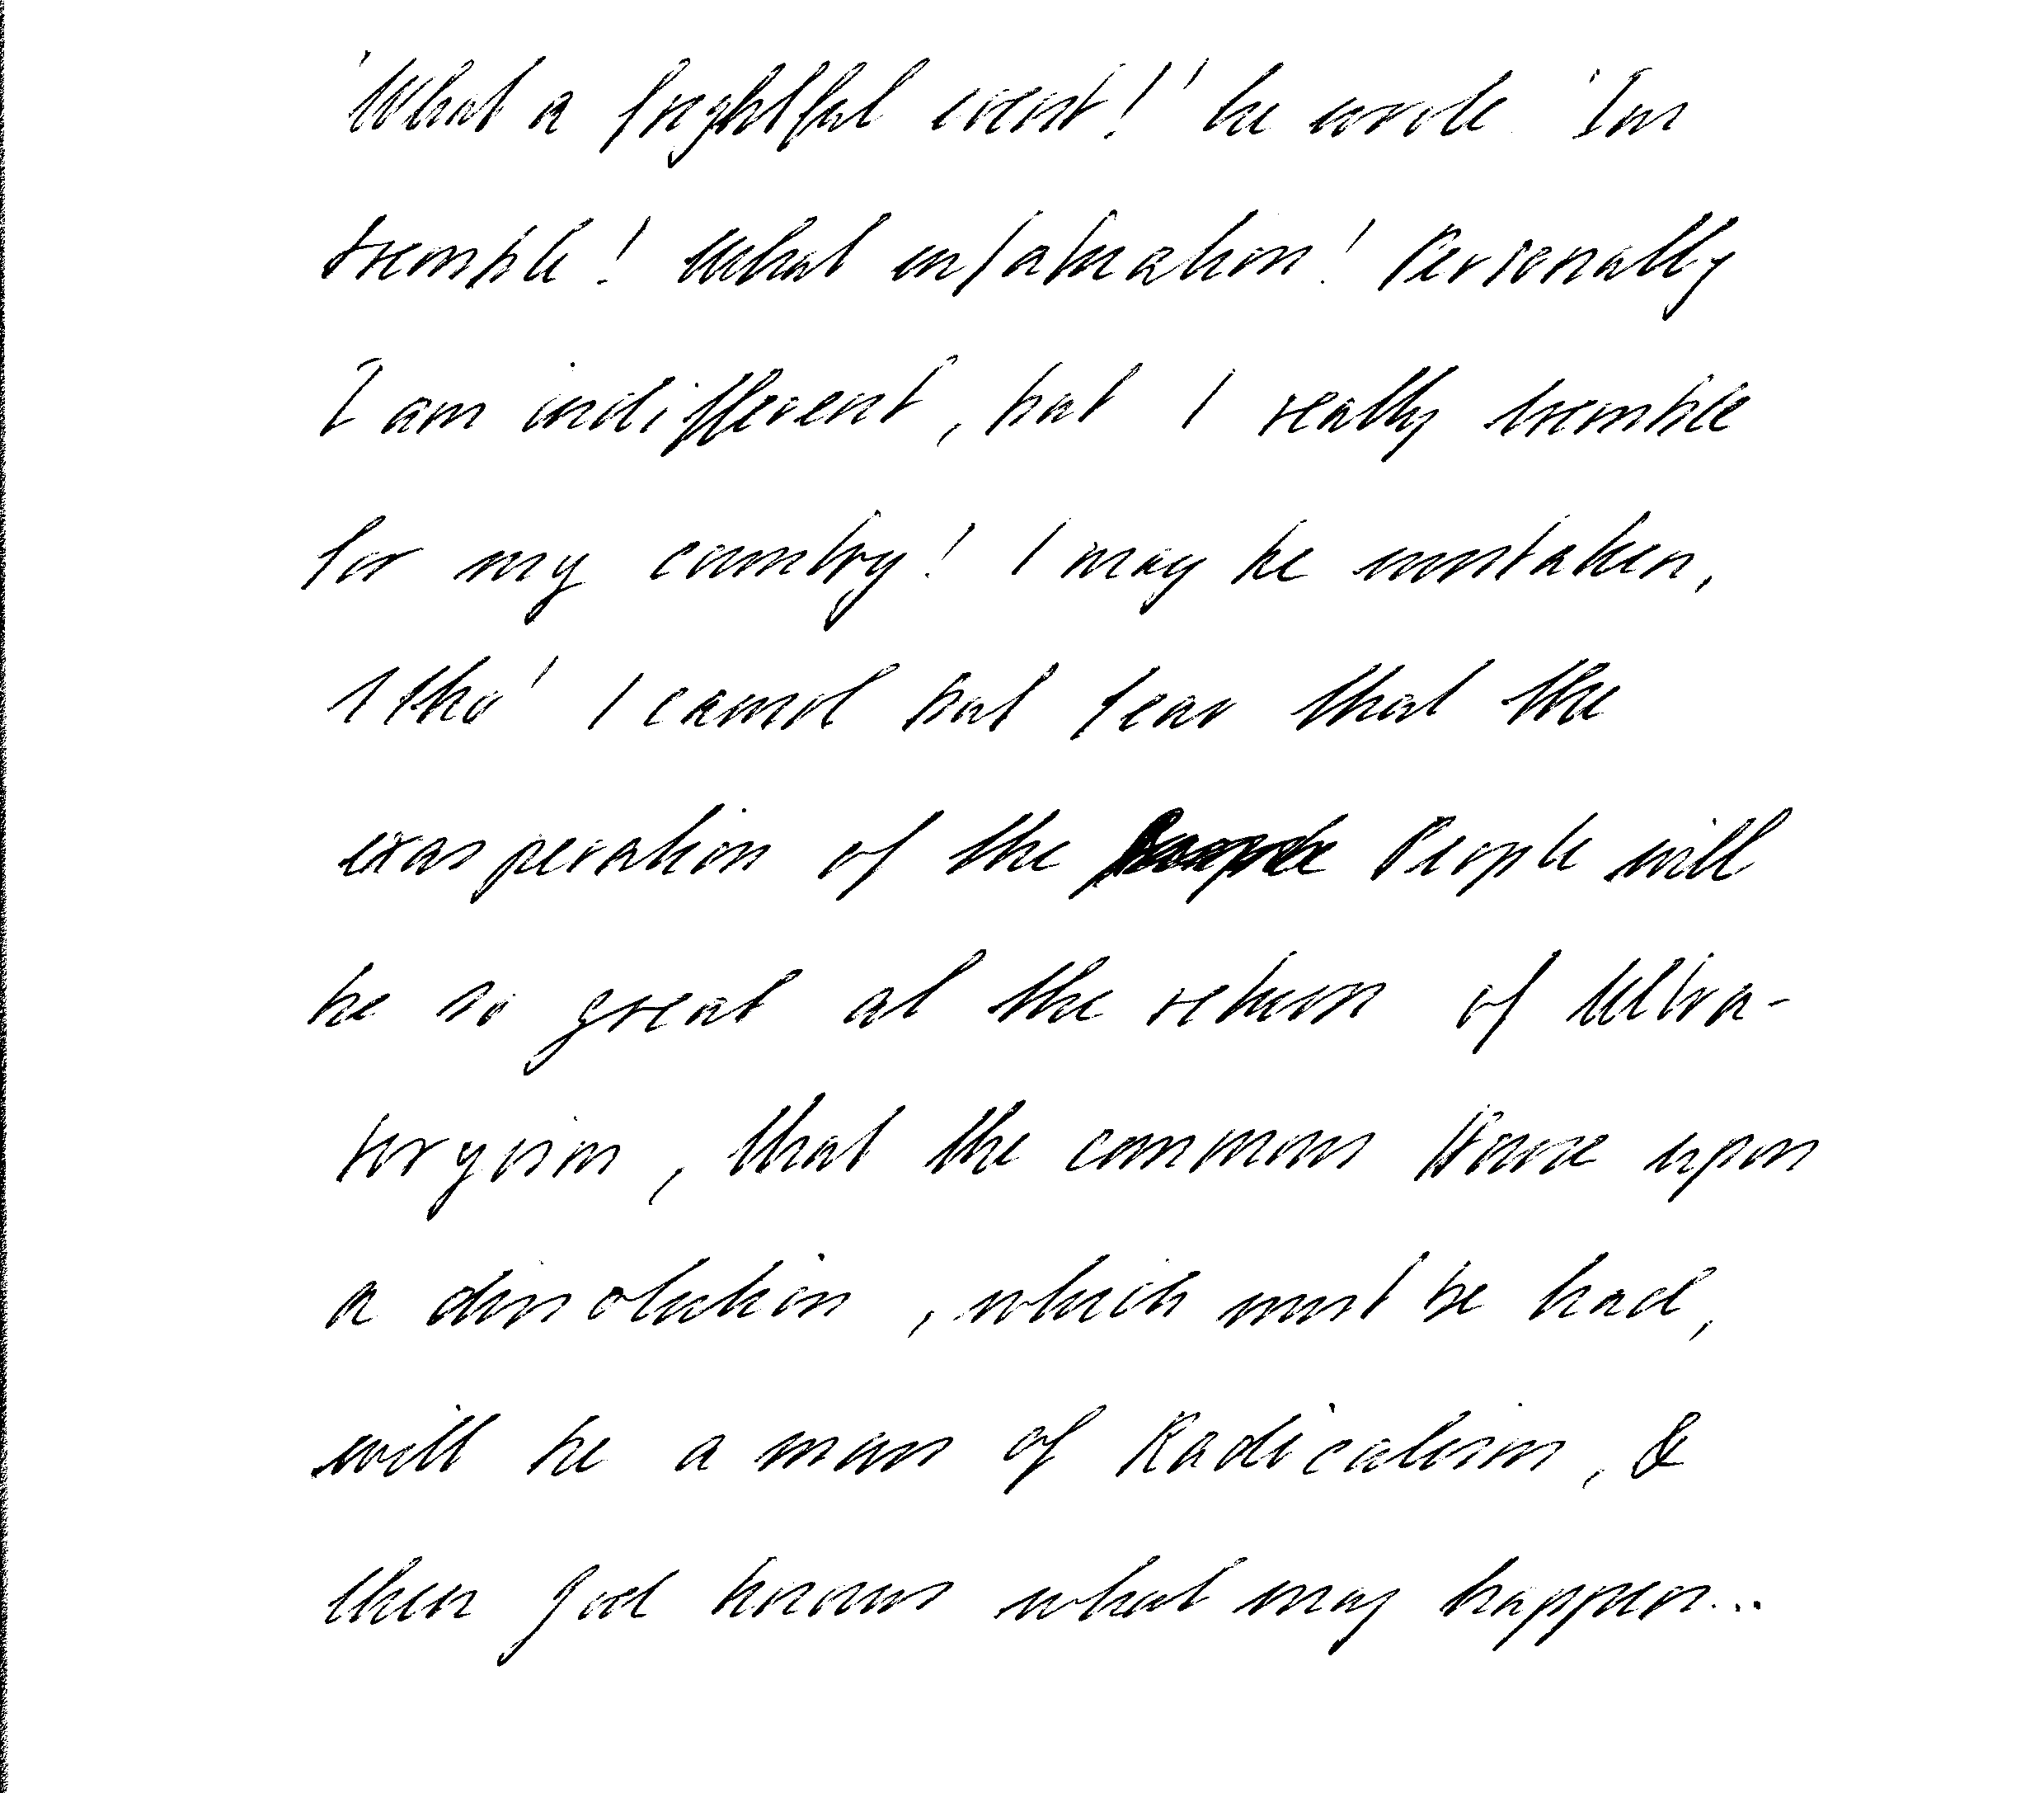 'What a frightful event!' he wrote. 'Im
tremble! What infatuation! Personally
I am indifferent, but I really tremble
for my country! I may be mistaken,
tho' I cannot but fear that the
exasperation of the People will
be so great at the return of Ultra-
toryism, that the common House upon
a dissolution, which must be had,
will be a mass of Radicalism, &
then God knows what may happen...